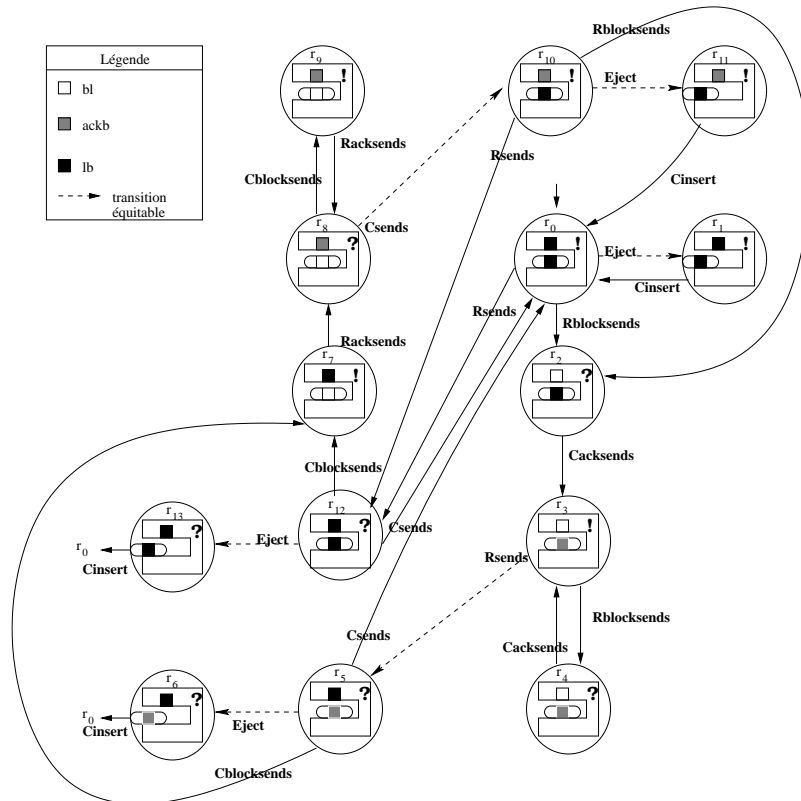 Légende
bl
ackb
lb
transition
équitable
r9
!
r10
!
r11
!
Rblocksends
Eject
Racksends
Cblocksends
Rsends
Cinsert
Csends
r8
?
r0
!
r1
!
Eject
Cinsert
Rsends
Rblocksends
Racksends
r7
!
r2
?
Cblocksends
Cacksends
r13
?
r12
?
r3
!
Csends
r0
Cinsert
Eject
Rsends
Rblocksends
Csends
Cacksends
r6
?
r5
?
r4
?
r0
Cinsert
Eject
Cblocksends